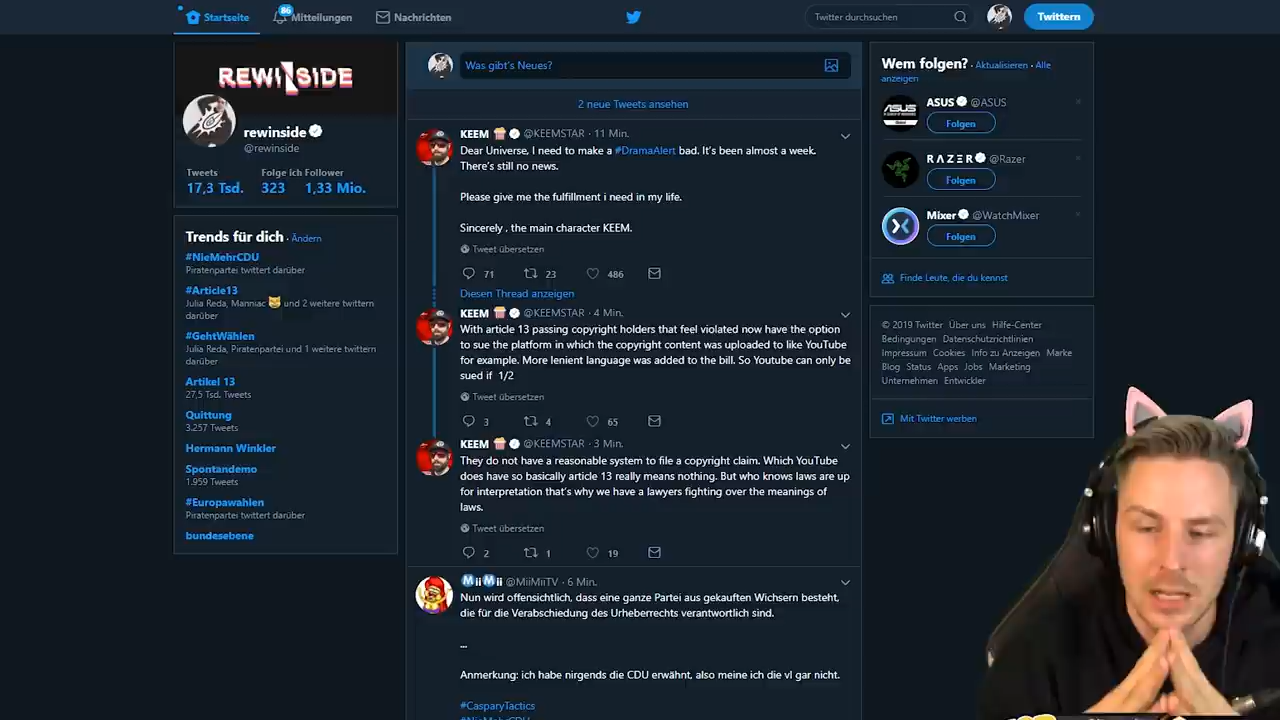 Startseite
86
Mitteilungen
Nachrichten
Twitter durchsuchen
Twittern
REWINSIDE
rewinside
@rewinside
Tweets Folge ich Follower
17,3 Tsd. 323 1,33 Mio.
Trends für dich · Ändern
#NieMehrCDU
Piratenpartei twittert darüber
#Article13
Julia Reda, Manniac und 2 weitere twittern
darüber
#GehtWählen
Julia Reda, Piratenpartei und 1 weitere twittern
darüber
Artikel 13
27,5 Tsd. Tweets
Quittung
3.257 Tweets
Hermann Winkler
Spontandemo
1.959 Tweets
#Europawahlen
Piratenpartei twittert darüber
bundesebene
Was gibt's Neues?
2 neue Tweets ansehen
KEEM @KEEMSTAR · 11 Min.
Dear Universe, I need to make a #DramaAlert bad. It's been almost a week.
There's still no news.
Please give me the fulfillment i need in my life.
Sincerely , the main character KEEM.
Tweet übersetzen
71 23 486
Diesen Thread anzeigen
KEEM @KEEMSTAR · 4 Min.
With article 13 passing copyright holders that feel violated now have the option
to sue the platform in which the copyright content was uploaded to like YouTube
for example. More lenient language was added to the bill. So Youtube can only be
sued if 1/2
Tweet übersetzen
3 4 65
KEEM @KEEMSTAR · 3 Min.
They do not have a reasonable system to file a copyright claim. Which YouTube
does have so basically article 13 really means nothing. But who knows laws are up
for interpretation that's why we have a lawyers fighting over the meanings of
laws.
Tweet übersetzen
2 1 19
MiiMii @MiiMiiTV · 6 Min.
Nun wird offensichtlich, dass eine ganze Partei aus gekauften Wichsern besteht,
die für die Verabschiedung des Urheberrechts verantwortlich sind.
...
Anmerkung: ich habe nirgends die CDU erwähnt, also meine ich die vl gar nicht.
#CasparyTactics
#NieMehrCDU
Wem folgen? · Aktualisieren · Alle
anzeigen
ASUS @ASUS
Folgen
RAZER @Razer
Folgen
Mixer @WatchMixer
Folgen
Finde Leute, die du kennst
© 2019 Twitter Über uns Hilfe-Center
Bedingungen Datenschutzrichtlinien
Impressum Cookies Info zu Anzeigen Marke
Blog Status Apps Jobs Marketing
Unternehmen Entwickler
Mit Twitter werben